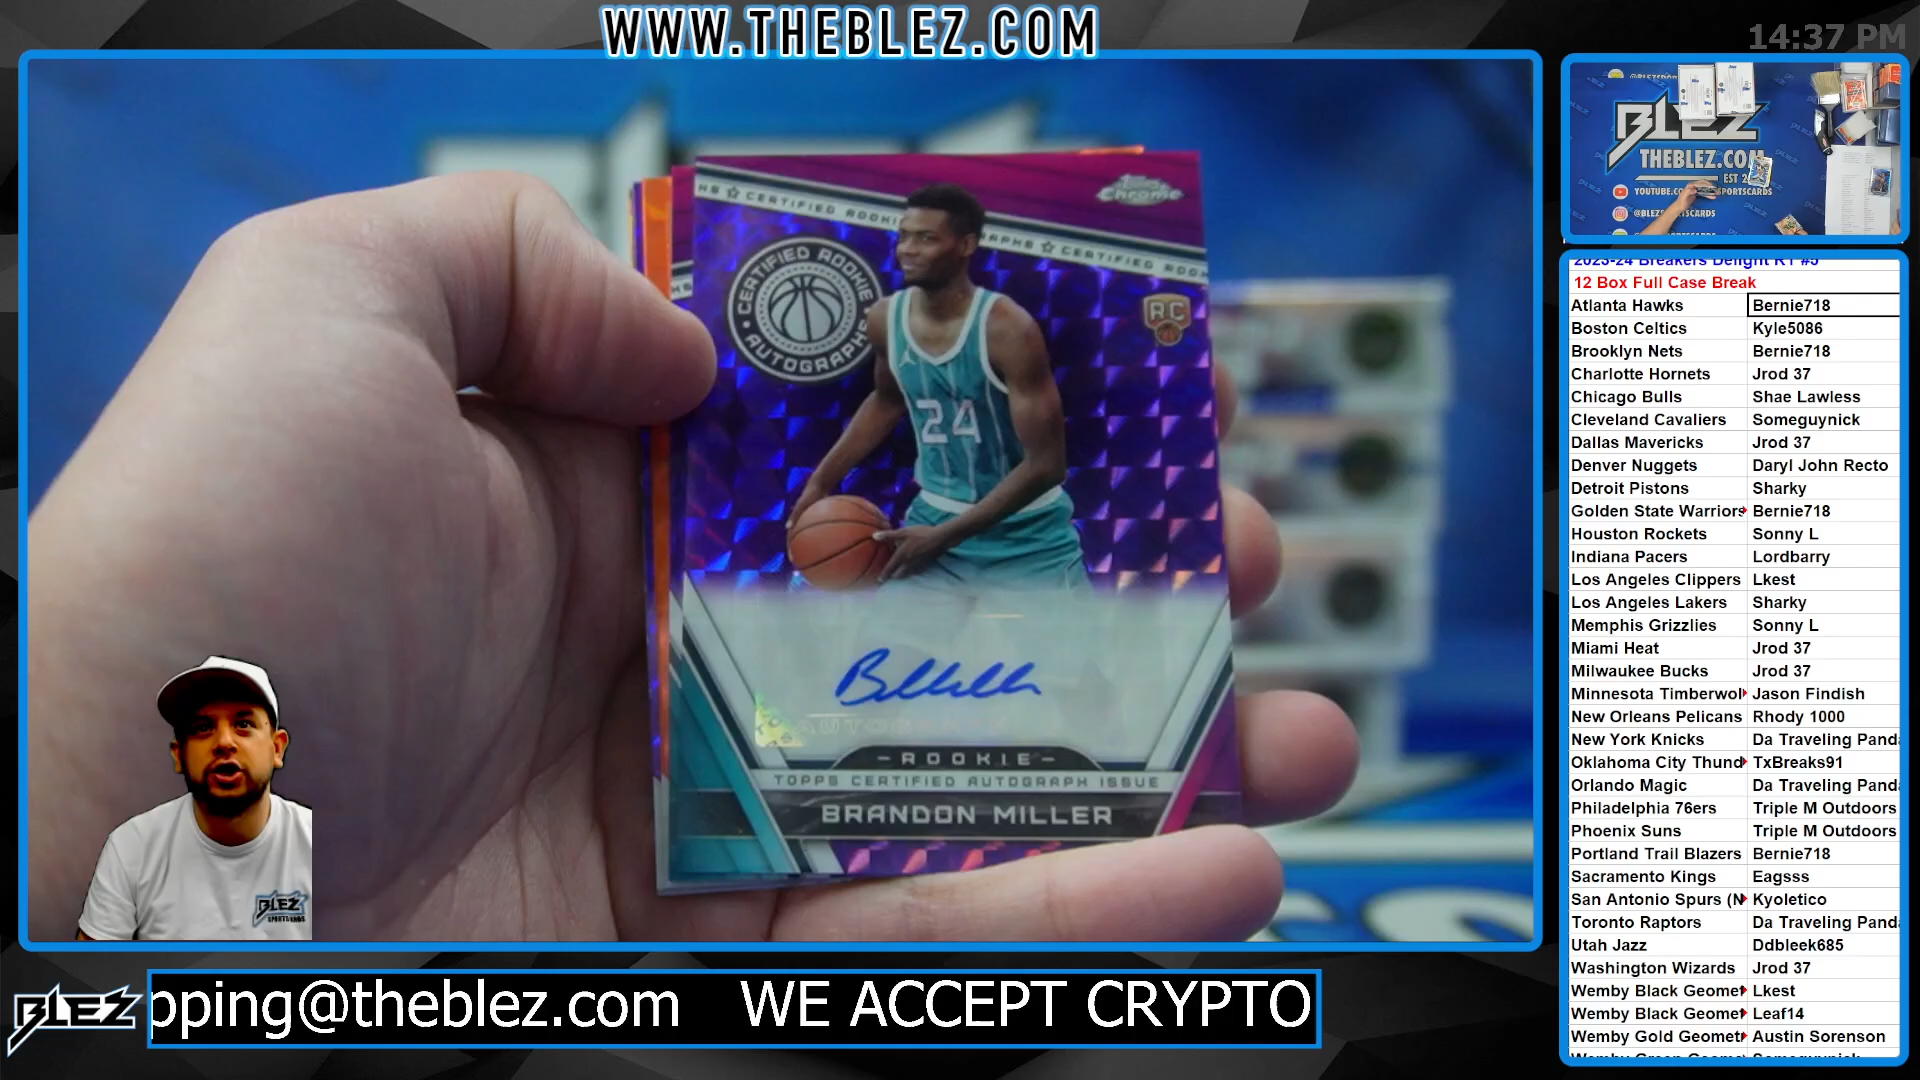 WWW.THEBLEZ.COM
14:37 PM
CERTIFIED ROOKIE
CERTIFIED
Topps
Chrome
CERTIFIED ROOKIE
AUTOGRAPHS
RC
24
ROOKIE
TOPPS CERTIFIED AUTOGRAPH ISSUE
BRANDON MILLER
BLEZ
SPORTSCARDS
BLEZ
THEBLEZ.COM
2023-24 Breakers Delight RT #5
12 Box Full Case Break
Atlanta Hawks Bernie718
Boston Celtics Kyle5086
Brooklyn Nets Bernie718
Charlotte Hornets Jrod 37
Chicago Bulls Shae Lawless
Cleveland Cavaliers Someguynick
Dallas Mavericks Jrod 37
Denver Nuggets Daryl John Recto
Detroit Pistons Sharky
Golden State Warriors Bernie718
Houston Rockets Sonny L
Indiana Pacers Lordbarry
Los Angeles Clippers Lkest
Los Angeles Lakers Sharky
Memphis Grizzlies Sonny L
Miami Heat Jrod 37
Milwaukee Bucks Jrod 37
Minnesota Timberwol Jason Findish
New Orleans Pelicans Rhody 1000
New York Knicks Da Traveling Panda
Oklahoma City Thund TxBreaks91
Orlando Magic Da Traveling Panda
Philadelphia 76ers Triple M Outdoors
Phoenix Suns Triple M Outdoors
Portland Trail Blazers Bernie718
Sacramento Kings Eagsss
San Antonio Spurs (N Kyoletico
Toronto Raptors Da Traveling Panda
Utah Jazz Ddbleek685
Washington Wizards Jrod 37
Wemby Black Geomet Lkest
Wemby Black Geomet Leaf14
Wemby Gold Geomet Austin Sorenson
BLEZ
pping@theblez.com WE ACCEPT CRYPTO